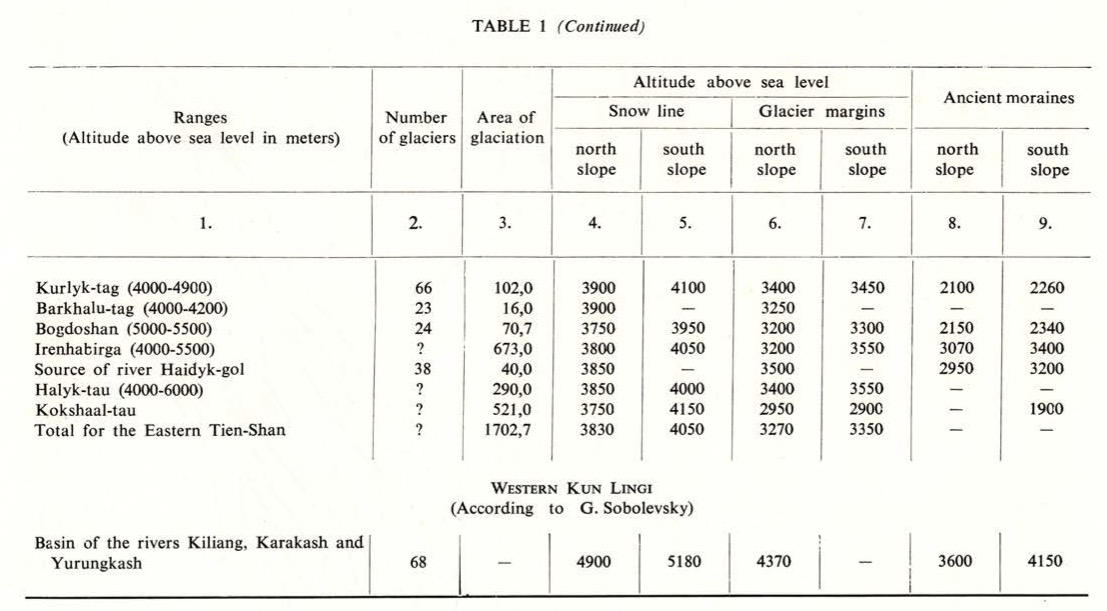 TABLE 1 (Continued)
Altitude above sea level
Ancient moraines
Ranges
(Altitude above sea level in meters)
Number
of glaciers
Area of
glaciation
Snow line
Glacier margins
north
slope
south
slope
north
slope
south
slope
north
slope
south
slope
1. 2. 3. 4. 5. 6. 7. 8. 9.
Kurlyk-tag (4000-4900) 66 102,0 3900 4100 3400 3450 2100 2260
Barkhalu-tag (4000-4200) 23 16,0 3900 — 3250 — — —
Bogdoshan (5000-5500) 24 70,7 3750 3950 3200 3300 2150 2340
Irenhabirga (4000-5500) ? 673,0 3800 4050 3200 3550 3070 3400
Source of river Haidyk-gol 38 40,0 3850 — 3500 — 2950 3200
Halyk-tau (4000-6000) ? 290,0 3850 4000 3400 3550 — —
Kokshaal-tau ? 521,0 3750 4150 2950 2900 — 1900
Total for the Eastern Tien-Shan ? 1702,7 3830 4050 3270 3350 — —
WESTERN KUN LINGI
(According to G. Sobolevsky)
Basin of the rivers Kiliang, Karakash and
Yurungkash 68 — 4900 5180 4370 — 3600 4150